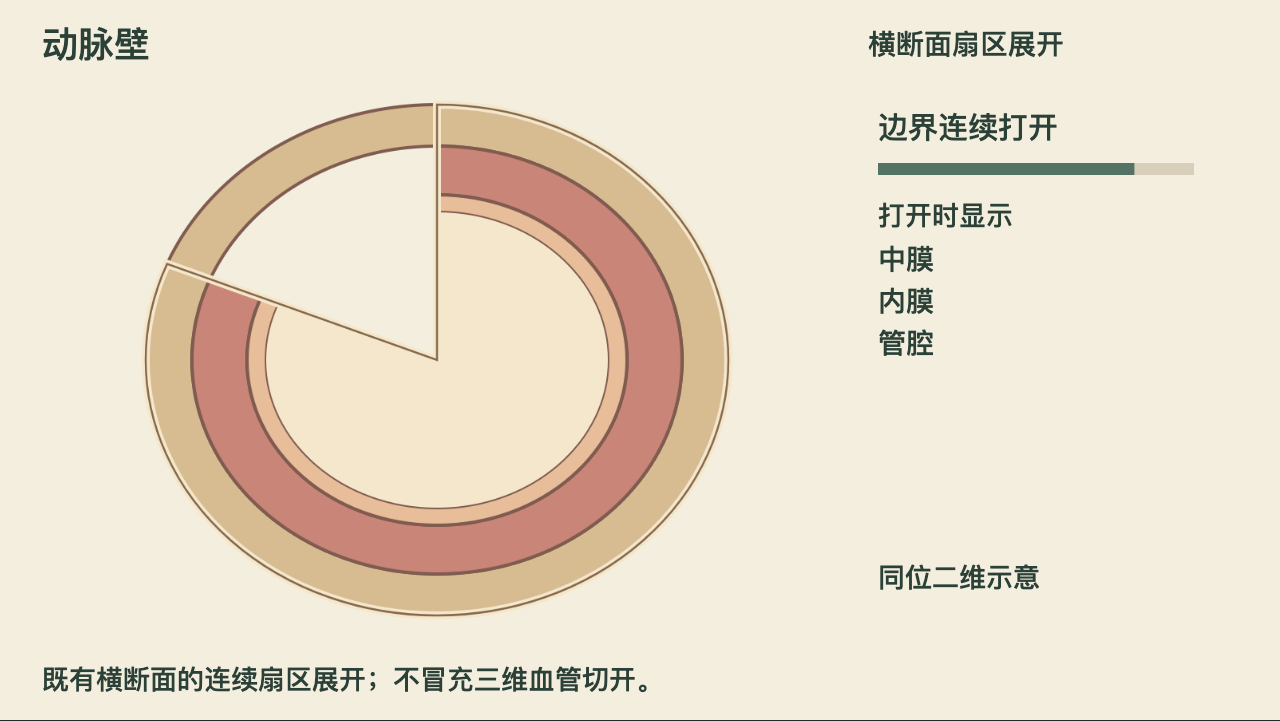 动脉壁
横断面扇区展开
边界连续打开
打开时显示
中膜
内膜
管腔
同位二维示意
既有横断面的连续扇区展开；不冒充三维血管切开。